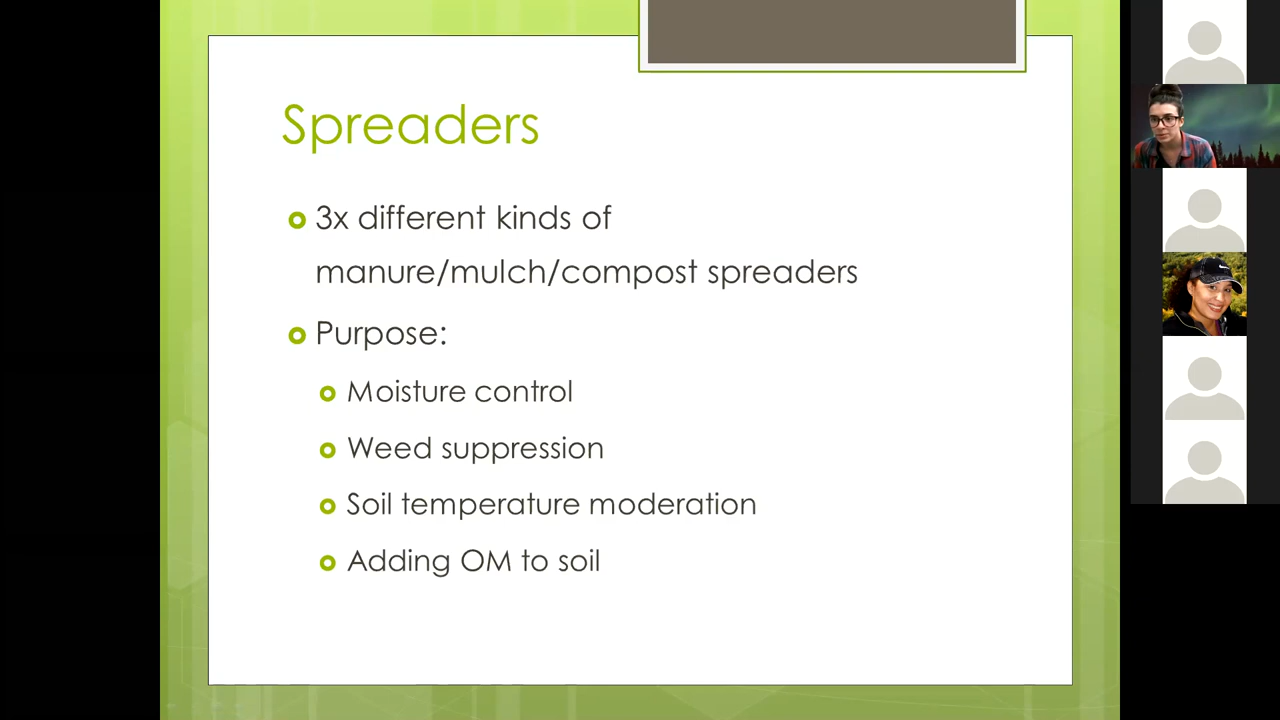 Spreaders
3x different kinds of
manure/mulch/compost spreaders
Purpose:
Moisture control
Weed suppression
Soil temperature moderation
Adding OM to soil